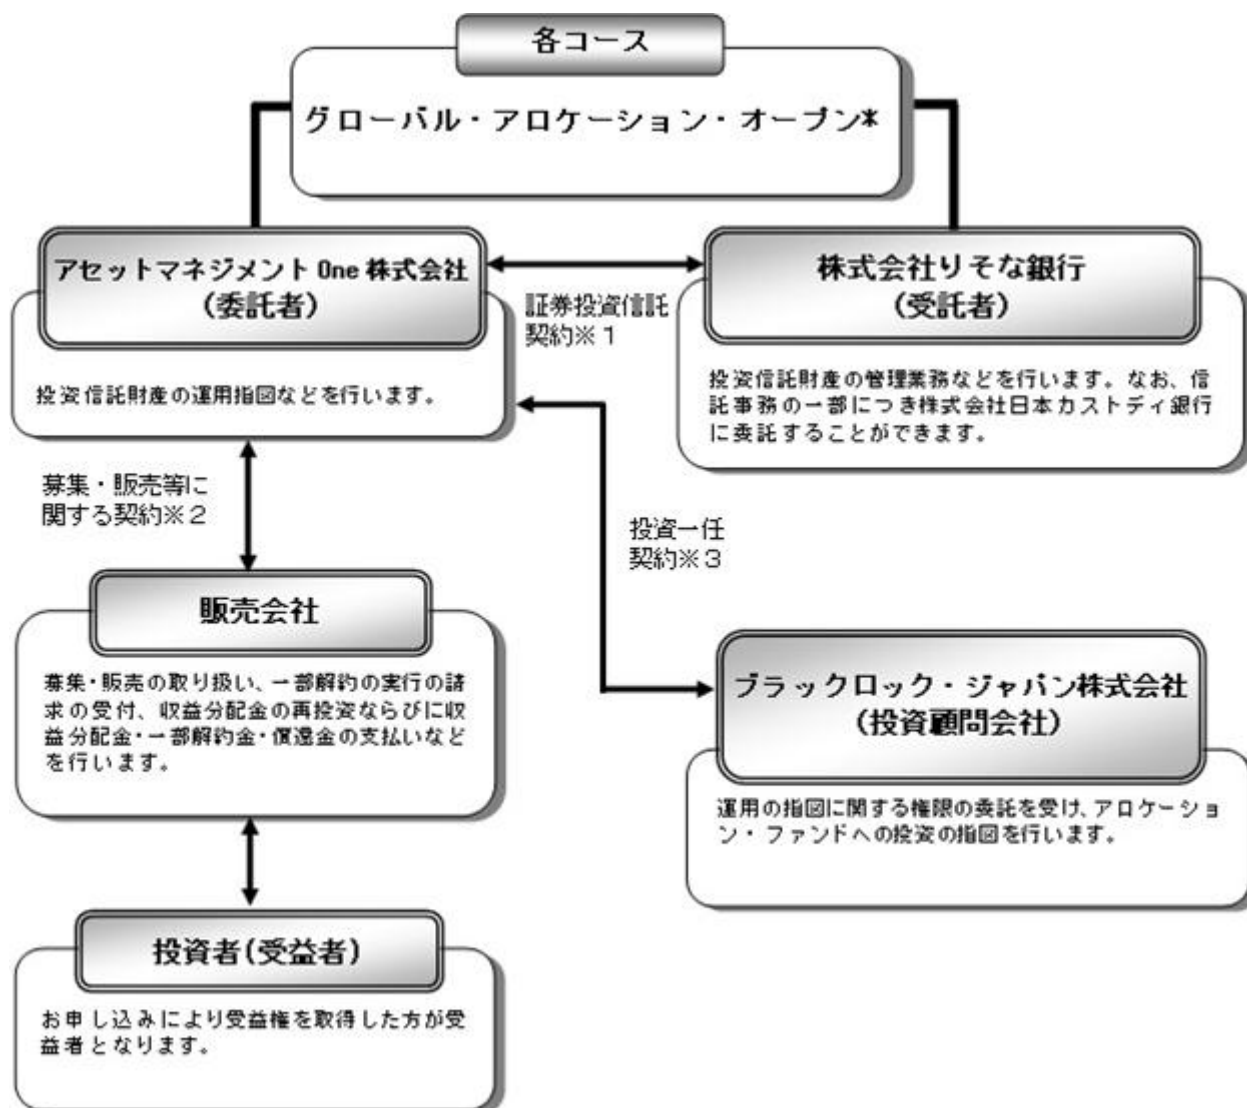 各コース
グローバル・アロケーション・オープン*
アセットマネジメント One 株式会社
(委託者)
投資信託財産の運用指図などを行います。
証券投資信託
契約※1
株式会社りそな銀行
(受託者)
投資信託財産の管理業務などを行います。なお、信
託事務の一部につき株式会社日本カストディ銀行
に委託することができます。
募集・販売等に
関する契約※2
投資一任
契約※3
販売会社
募集・販売の取り扱い、一部解約の実行の請
求の受付、収益分配金の再投資ならびに収
益分配金・一部解約金・償還金の支払いなど
を行います。
ブラックロック・ジャパン株式会社
(投資顧問会社)
運用の指図に関する権限の委託を受け、アロケーショ
ン・ファンドへの投資の指図を行います。
投資者(受益者)
お申し込みにより受益権を取得した方が受
益者となります。